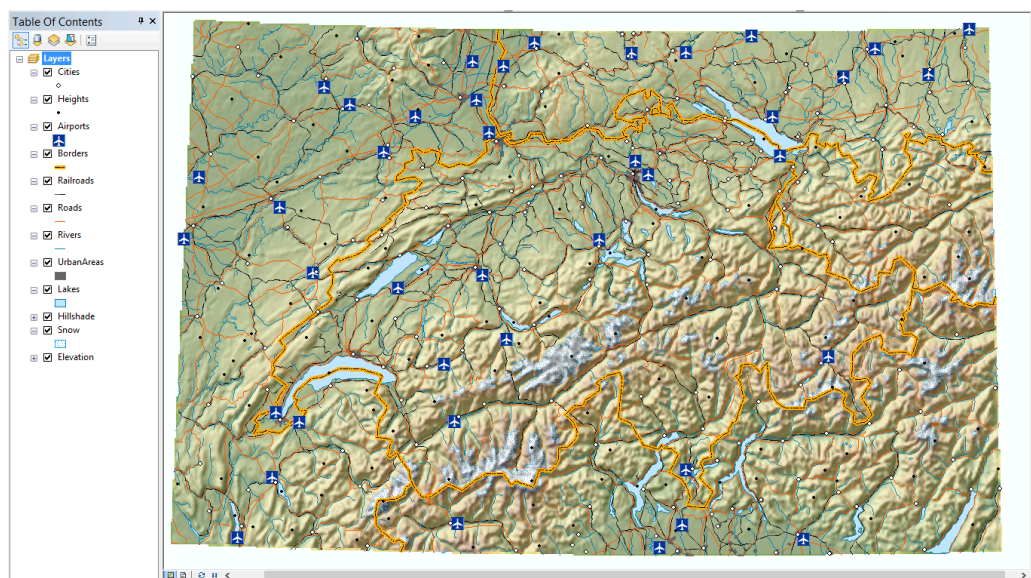 Table Of Contents
Layers
Cities
Heights
Airports
Borders
Railroads
Roads
Rivers
UrbanAreas
Lakes
Hillshade
Snow
Elevation